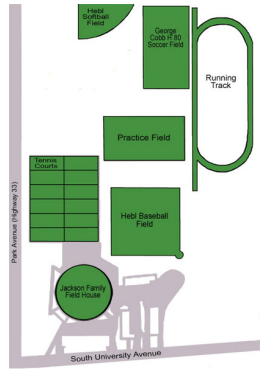 Hebl
Softball
Field
George
Cobb H 80
Soccer Field
Running
Track
Practice Field
Tennis
Courts
Hebl Baseball
Field
Park Avenue (Highway 33)
Jackson Family
Field House
South University Avenue